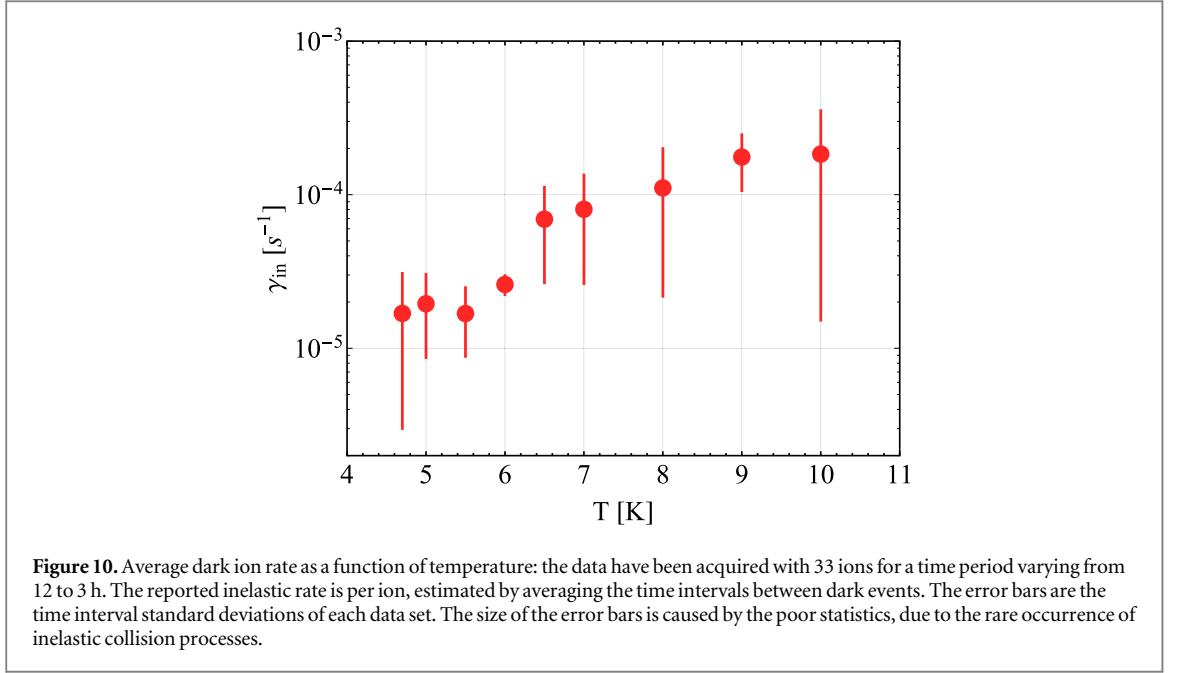 10⁻³
10⁻⁴
10⁻⁵
γin [s⁻¹]
4 5 6 7 8 9 10 11
T [K]
Figure 10. Average dark ion rate as a function of temperature: the data have been acquired with 33 ions for a time period varying from
12 to 3 h. The reported inelastic rate is per ion, estimated by averaging the time intervals between dark events. The error bars are the
time interval standard deviations of each data set. The size of the error bars is caused by the poor statistics, due to the rare occurrence of
inelastic collision processes.